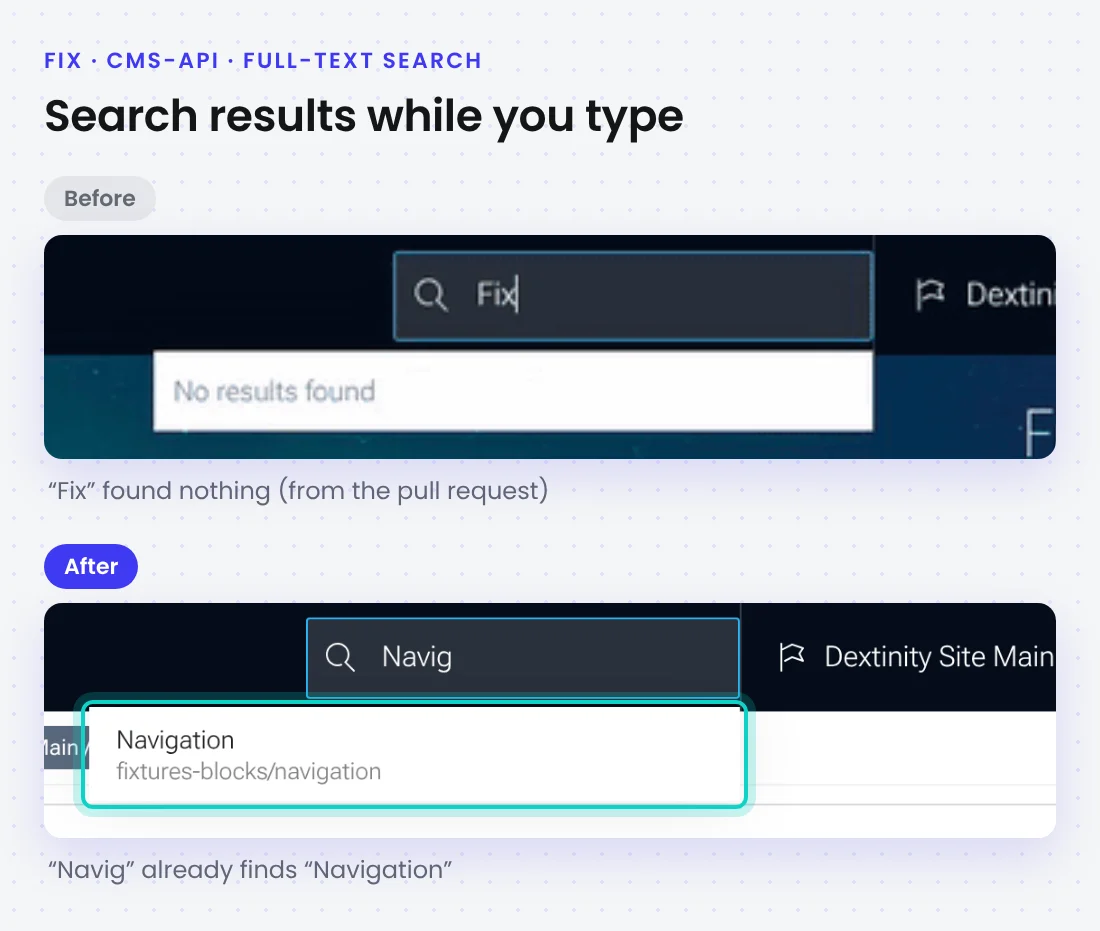 FIX · CMS-API · FULL-TEXT SEARCH
Search results while you type
Before
Fix
Dextini
No results found
F
“Fix” found nothing (from the pull request)
After
Navig
Dextinity Site Main
Main /
Navigation
fixtures-blocks/navigation
“Navig” already finds “Navigation”